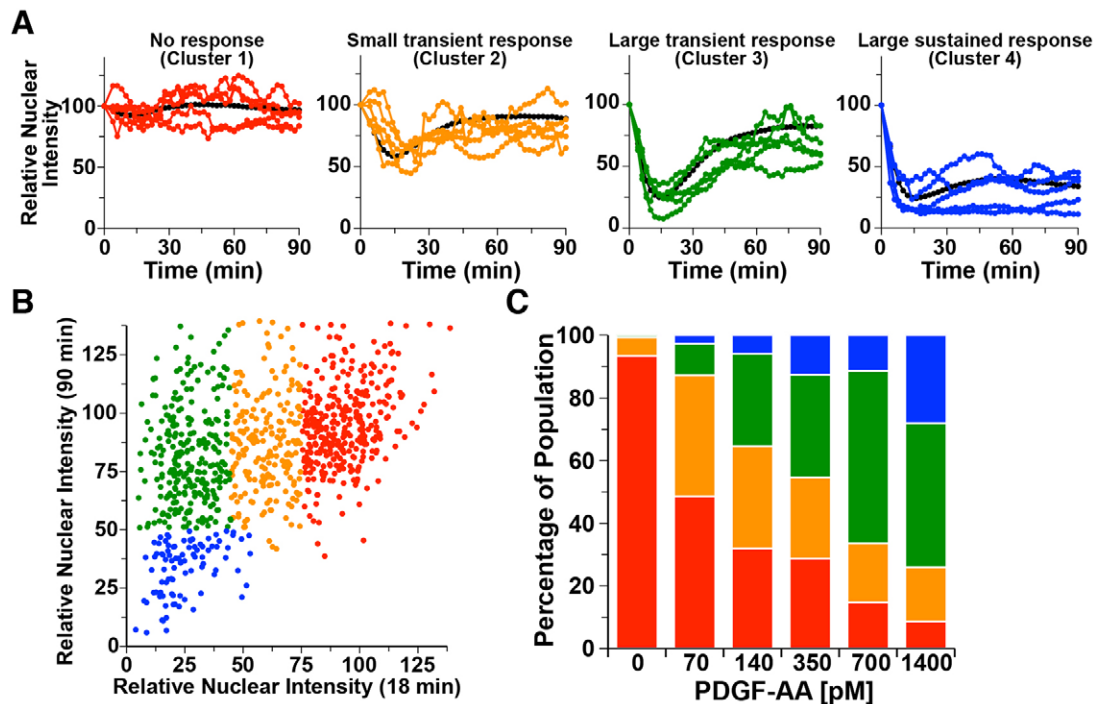 A
No response
(Cluster 1)
Small transient response
(Cluster 2)
Large transient response
(Cluster 3)
Large sustained response
(Cluster 4)
Relative Nuclear
Intensity
100
50
0
100
50
0
100
50
0
100
50
0
0 30 60 90
0 30 60 90
0 30 60 90
0 30 60 90
Time (min)
Time (min)
Time (min)
Time (min)
B
Relative Nuclear Intensity (90 min)
125
100
75
50
25
0
0 25 50 75 100 125
Relative Nuclear Intensity (18 min)
C
Percentage of Population
100
80
60
40
20
0
0 70 140 350 700 1400
PDGF-AA [pM]